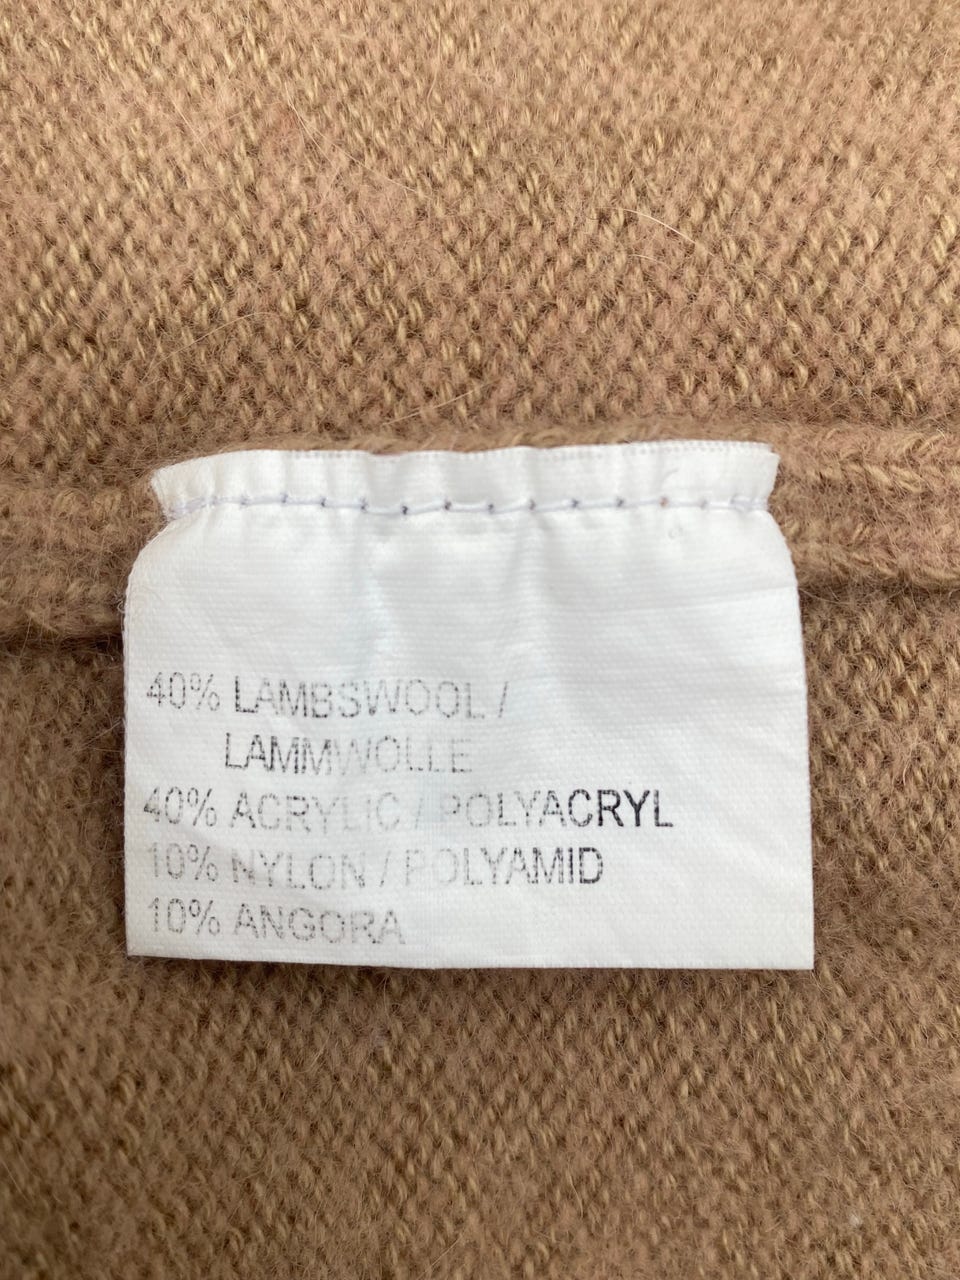 40% LAMBSWOOL /
LAMMWOLLE
40% ACRYLIC / POLYACRYL
10% NYLON / POLYAMID
10% ANGORA